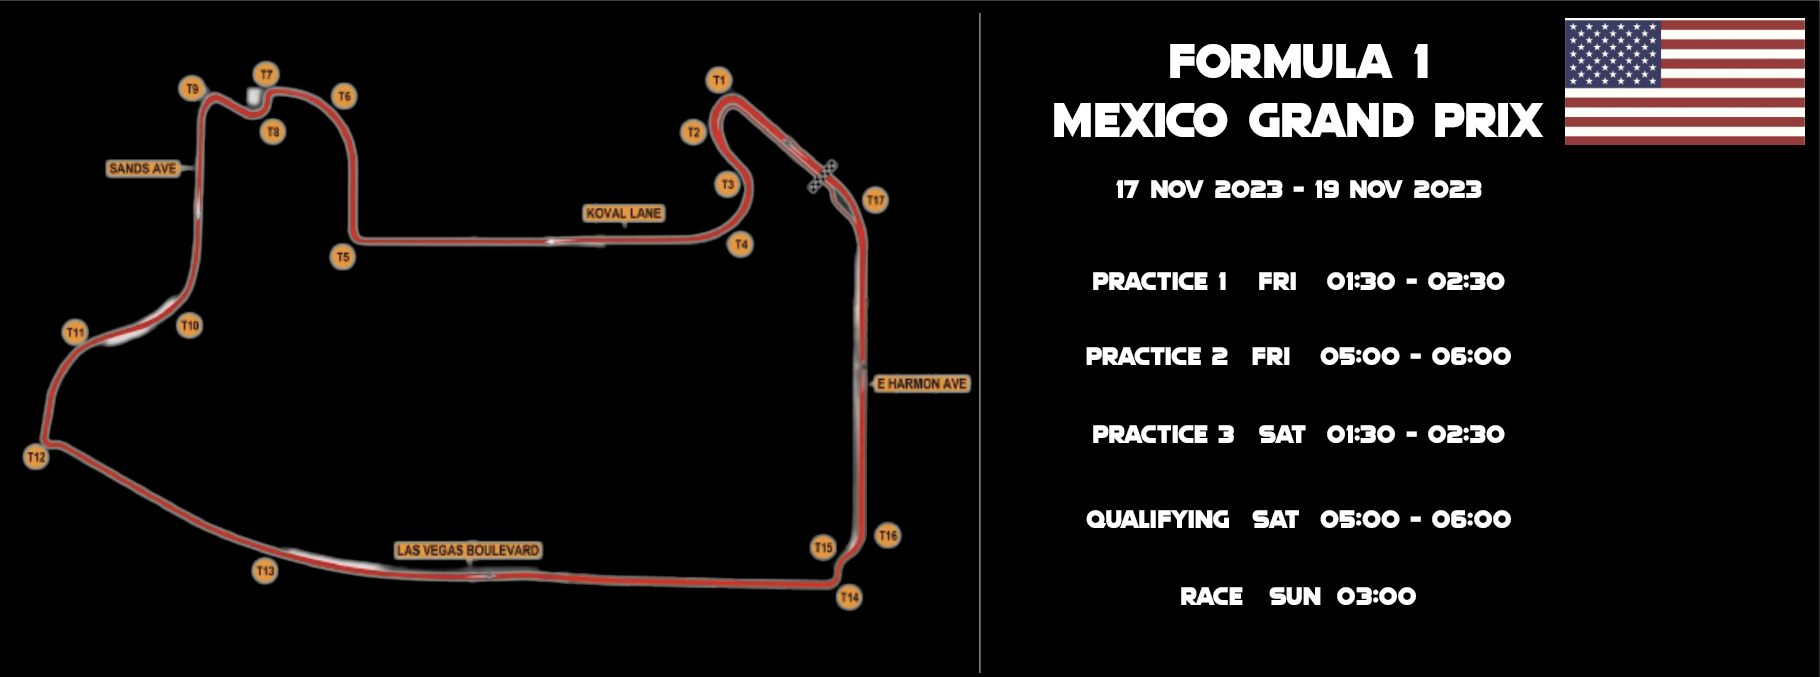 T1
T2
T3
T4
T5
T6
T7
T8
T9
T10
T11
T12
T13
T14
T15
T16
T17
SANDS AVE
KOVAL LANE
E HARMON AVE
LAS VEGAS BOULEVARD
FORMULA 1
MEXICO GRAND PRIX
17 NOV 2023 - 19 NOV 2023
PRACTICE 1 FRI 01:30 - 02:30
PRACTICE 2 FRI 05:00 - 06:00
PRACTICE 3 SAT 01:30 - 02:30
QUALIFYING SAT 05:00 - 06:00
RACE SUN 03:00